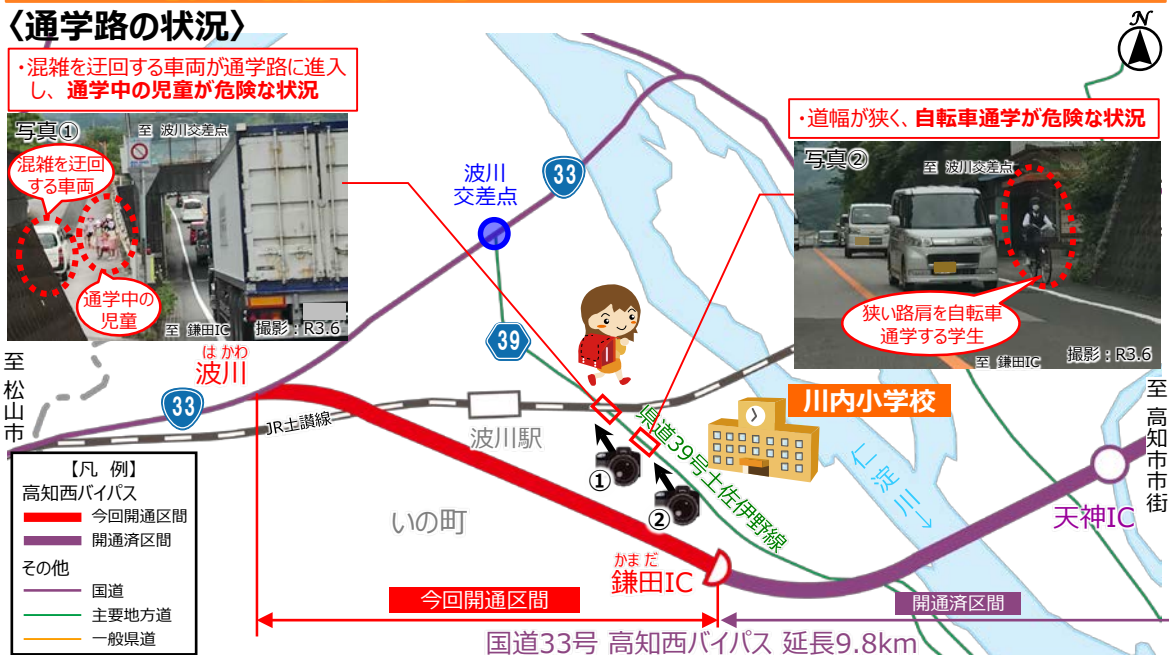 〈通学路の状況〉
N
・混雑を迂回する車両が通学路に進入
し、通学中の児童が危険な状況
写真①
至 波川交差点
混雑を迂回
する車両
通学中の
児童
至 鎌田IC
撮影：R3.6
・道幅が狭く、自転車通学が危険な状況
写真②
至 波川交差点
狭い路肩を自転車
通学する学生
至 鎌田IC
撮影：R3.6
波川
交差点
33
39
至 松山市
はかわ
波川
33
JR土讃線
波川駅
川内小学校
県道39号土佐伊野線
①
②
仁淀川→
至 高知市市街
天神IC
いの町
かまだ
鎌田IC
今回開通区間
開通済区間
国道33号 高知西バイパス 延長9.8km
【凡 例】
高知西バイパス
今回開通区間
開通済区間
その他
国道
主要地方道
一般県道